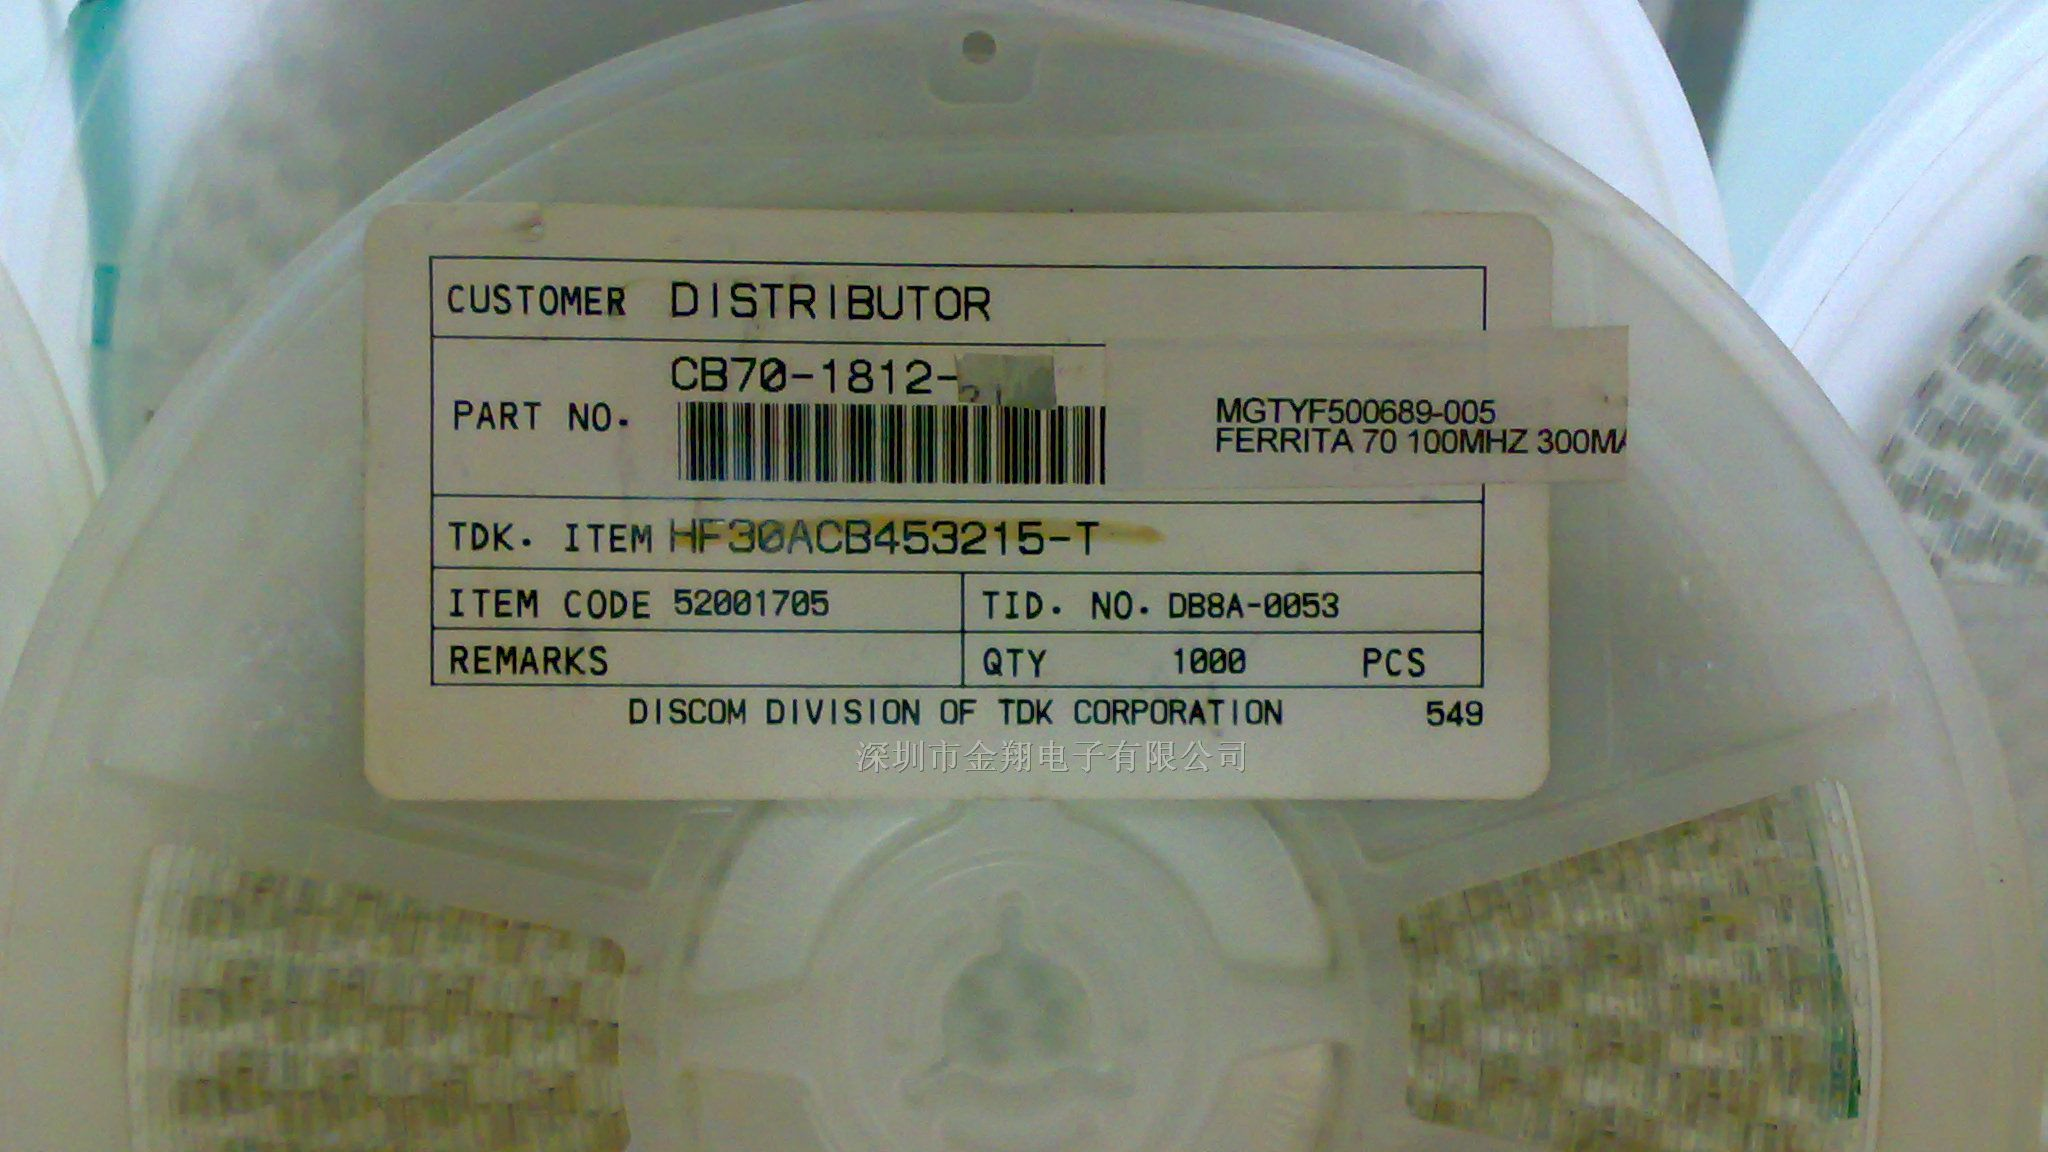 CUSTOMER DISTRIBUTOR
CB70-1812-
PART NO.
MGTYF500689-005
FERRITA 70 100MHZ 300MA
TDK. ITEM HF30ACB453215-T
ITEM CODE 52001705 TID. NO. DB8A-0053
REMARKS QTY 1000 PCS
DISCOM DIVISION OF TDK CORPORATION 549
深圳市金翔电子有限公司